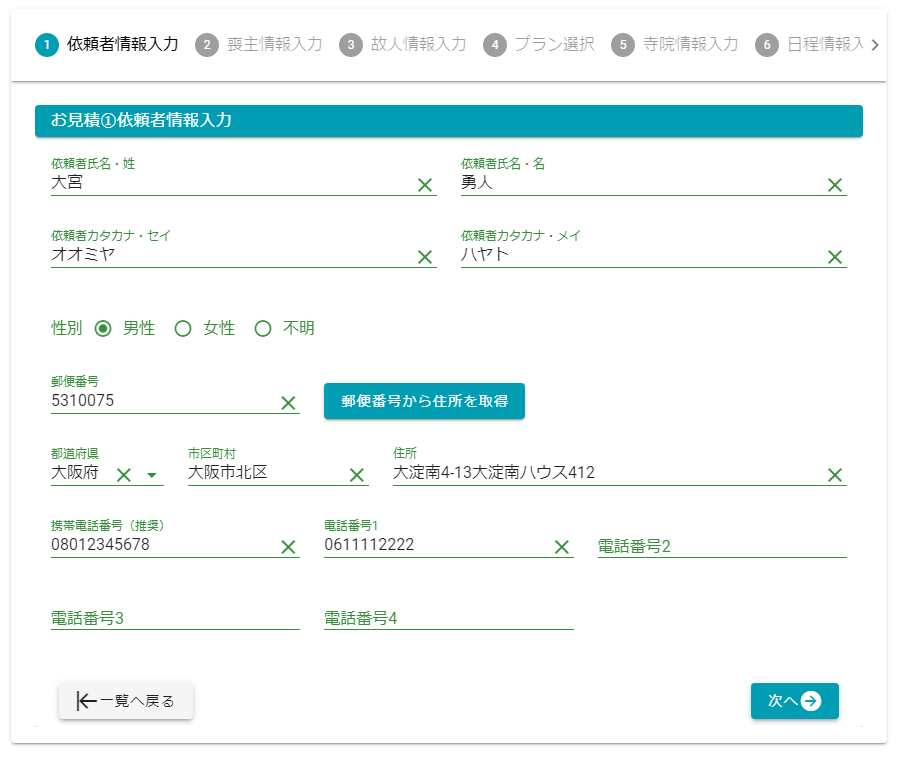 1 依頼者情報入力 2 喪主情報入力 3 故人情報入力 4 プラン選択 5 寺院情報入力 6 日程情報入
お見積①依頼者情報入力
依頼者氏名・姓 依頼者氏名・名
大宮 勇人
依頼者カタカナ・セイ 依頼者カタカナ・メイ
オオミヤ ハヤト
性別 男性 女性 不明
郵便番号
5310075 郵便番号から住所を取得
都道府県 市区町村 住所
大阪府 大阪市北区 大淀南4-13大淀南ハウス412
携帯電話番号（推奨） 電話番号1
08012345678 0611112222 電話番号2
電話番号3 電話番号4
一覧へ戻る 次へ